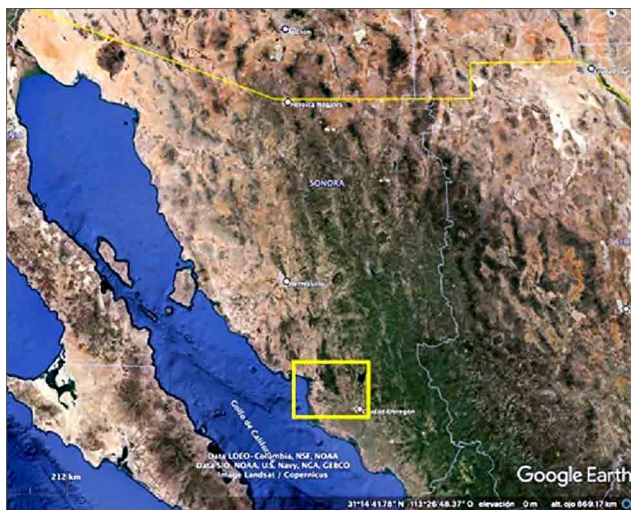 Heroica Nogales
SONORA
Hermosillo
Ciudad Obregón
Golfo de Californ
Data LDEO-Columbia, NSF, NOAA
Data SIO, NOAA, U.S. Navy, NGA, GEBCO
Image Landsat / Copernicus
212 km
Google Earth
31°14'41.78" N 113°26'48.37" O elevación 0 m alt. ojo 869.17 km